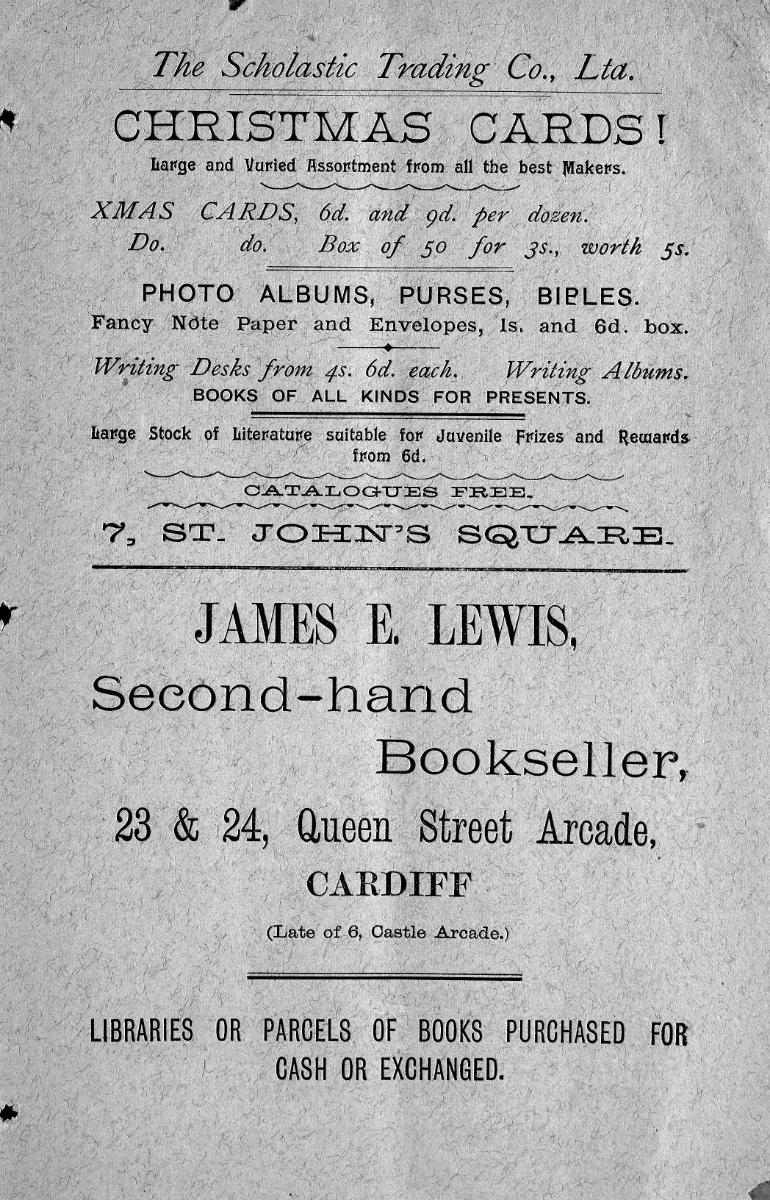 The Scholastic Trading Co., Lta.
CHRISTMAS CARDS!
Large and Varied Assortment from all the best Makers.
XMAS CARDS, 6d. and 9d. per dozen.
Do. do. Box of 50 for 3s., worth 5s.
PHOTO ALBUMS, PURSES, BIBLES.
Fancy Note Paper and Envelopes, 1s. and 6d. box.
Writing Desks from 4s. 6d. each. Writing Albums.
BOOKS OF ALL KINDS FOR PRESENTS.
Large Stock of Literature suitable for Juvenile Frizes and Rewards
from 6d.
CATALOGUES FREE.
7, ST. JOHN'S SQUARE.
JAMES E. LEWIS,
Second-hand
Bookseller,
23 & 24, Queen Street Arcade,
CARDIFF
(Late of 6, Castle Arcade.)
LIBRARIES OR PARCELS OF BOOKS PURCHASED FOR
CASH OR EXCHANGED.